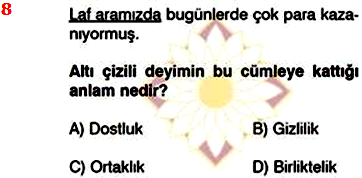 8
Laf aramızda bugünlerde çok para kaza-
nıyormuş.
Altı çizili deyimin bu cümleye kattığı
anlam nedir?
A) Dostluk B) Gizlilik
C) Ortaklık D) Birliktelik